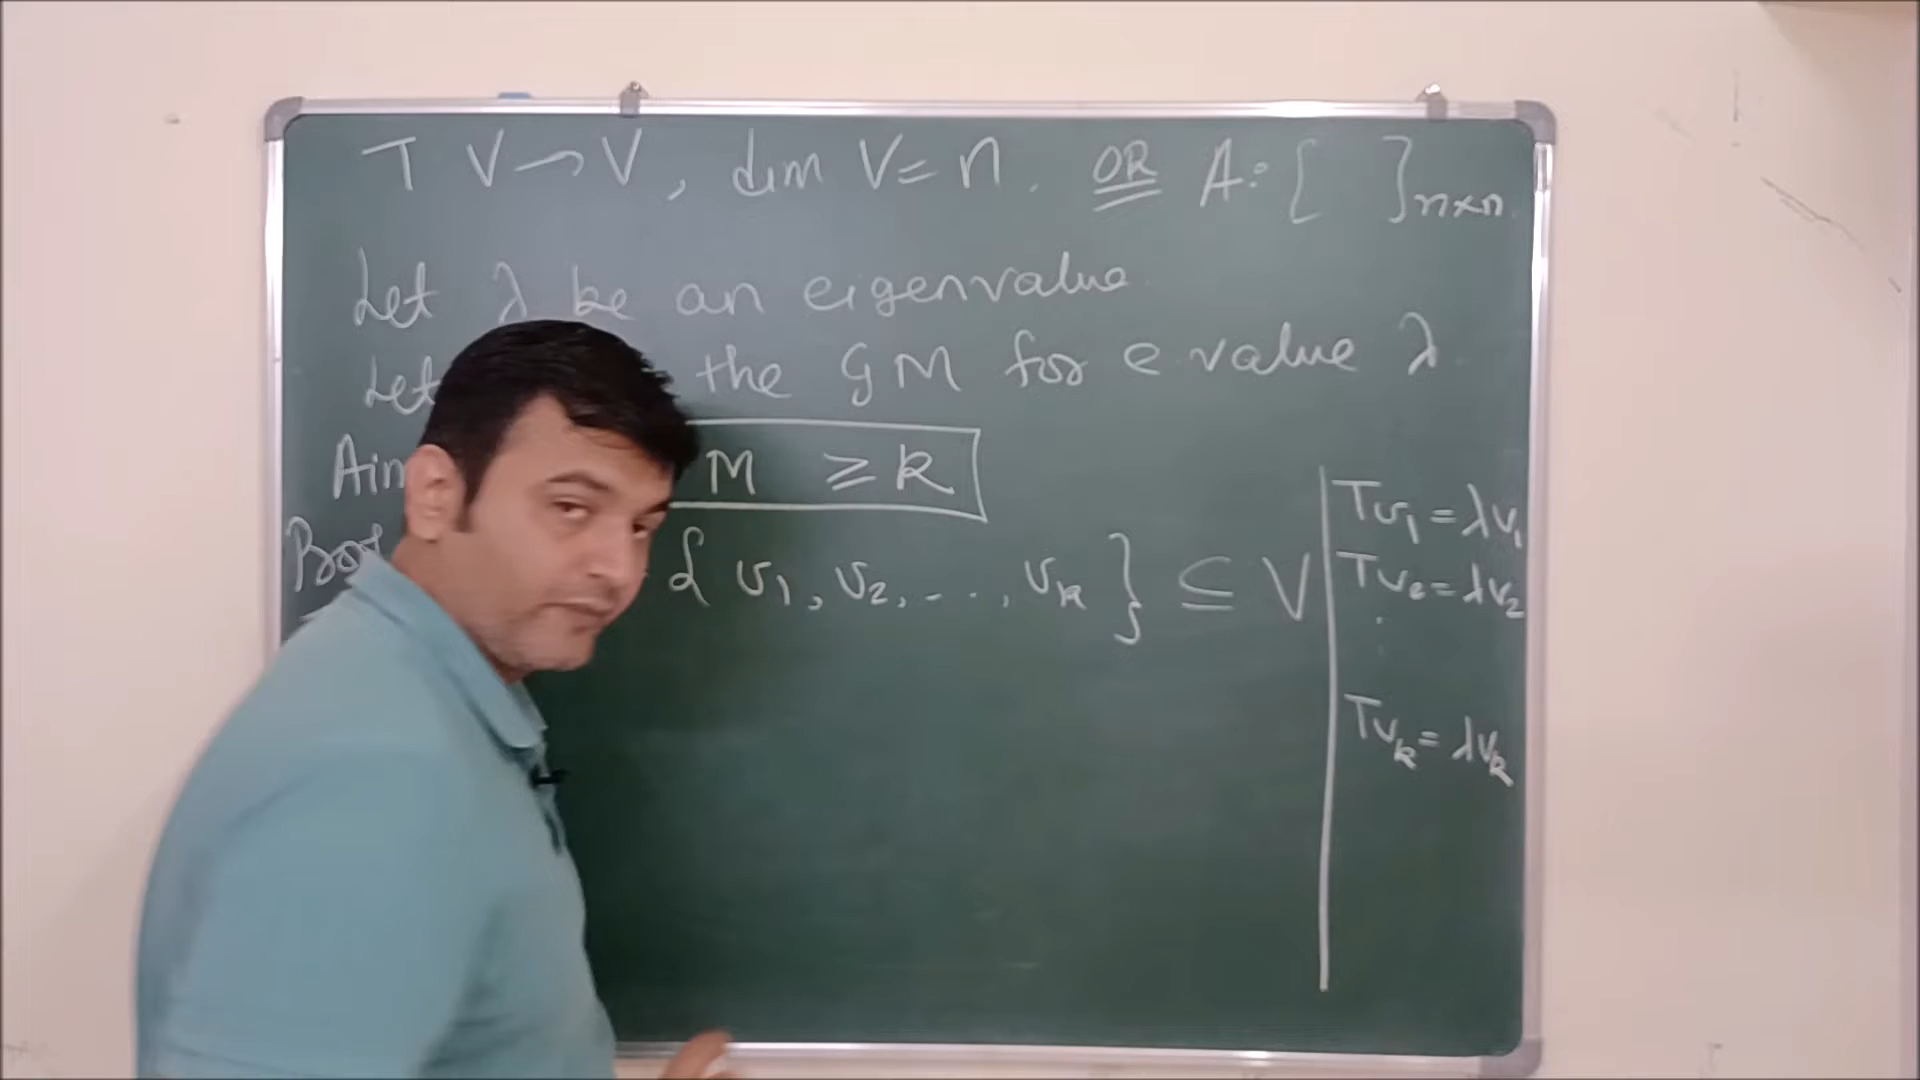 T V → V, dim V = n. OR A: [ ]n×n
Let λ be an eigenvalue
Let the GM for e value λ
M ≥ k
{ v1, v2, ..., vk } ⊆ V
Tv1 = λv1
Tv2 = λv2
⋮
Tvk = λvk